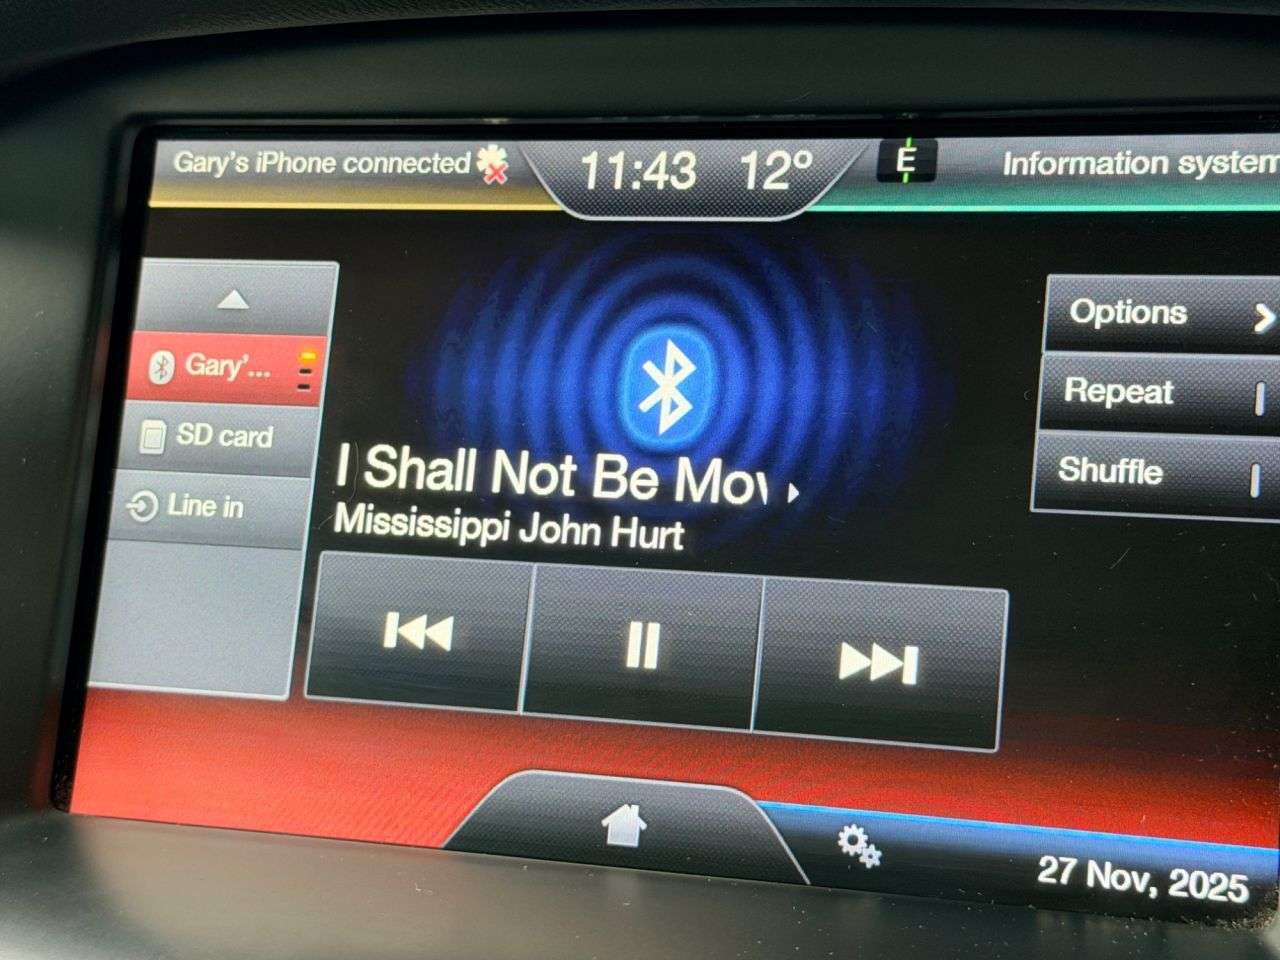 Gary's iPhone connected
11:43 12°
E
Information system
Gary'...
SD card
Line in
Options
Repeat
Shuffle
I Shall Not Be Mov
Mississippi John Hurt
27 Nov, 2025